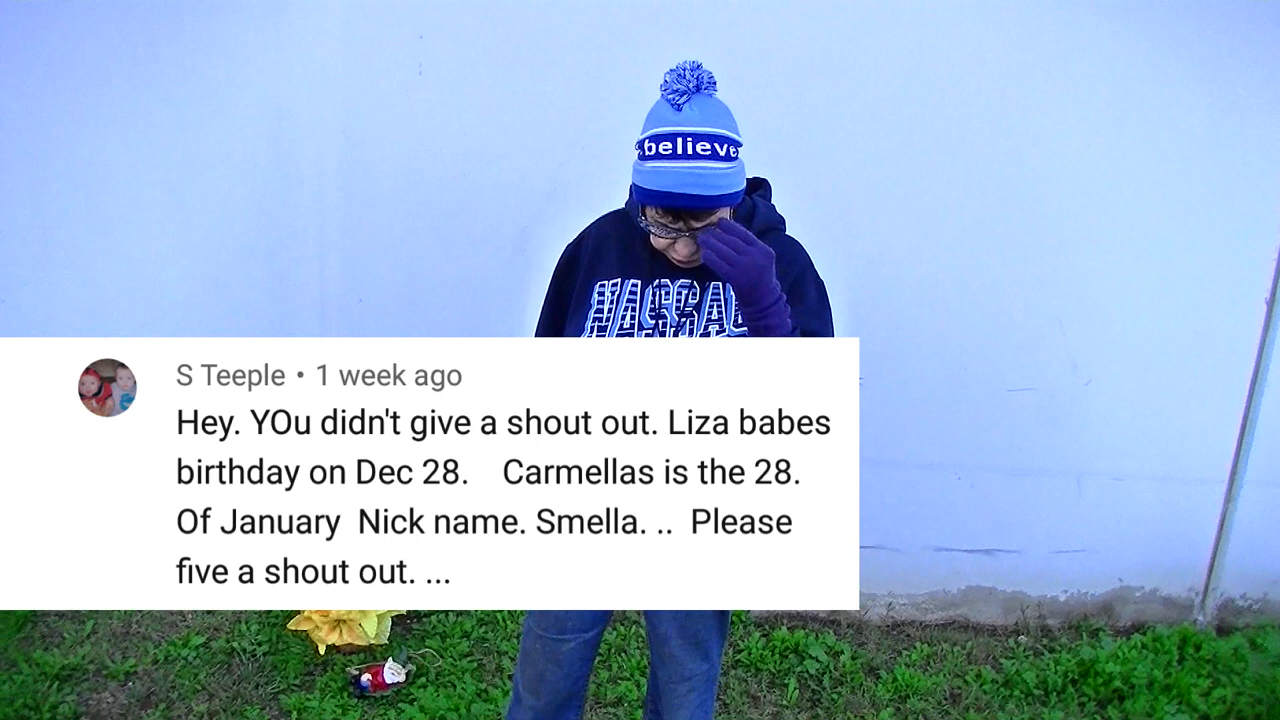 believe
NASSAU
S Teeple • 1 week ago
Hey. YOu didn't give a shout out. Liza babes
birthday on Dec 28. Carmellas is the 28.
Of January Nick name. Smella. .. Please
five a shout out. ...